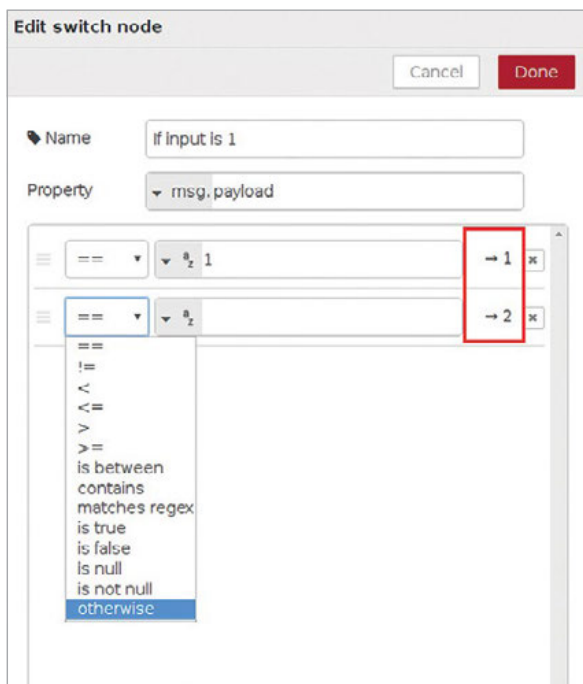 Edit switch node
Cancel Done
Name If input is 1
Property msg. payload
== a z 1 → 1 x
== a z → 2 x
==
!=
<
<=
>
>=
is between
contains
matches regex
is true
is false
is null
is not null
otherwise